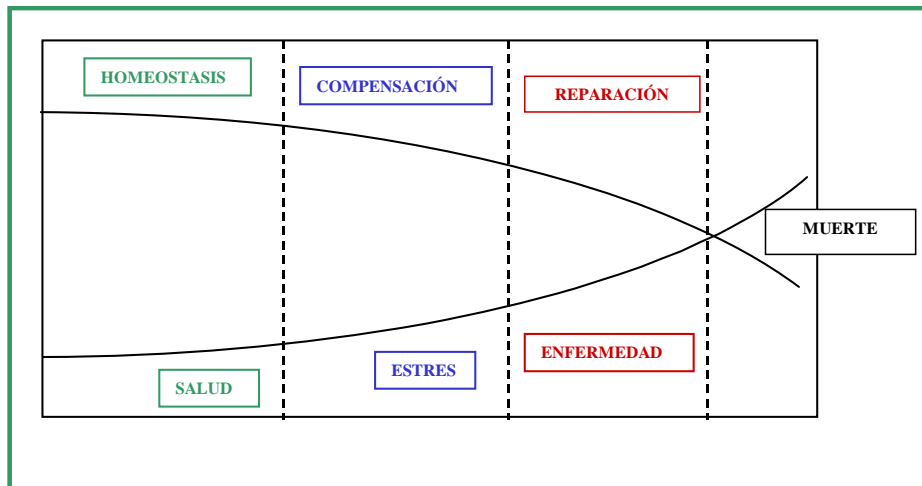 HOMEOSTASIS
COMPENSACIÓN
REPARACIÓN
MUERTE
ENFERMEDAD
ESTRES
SALUD